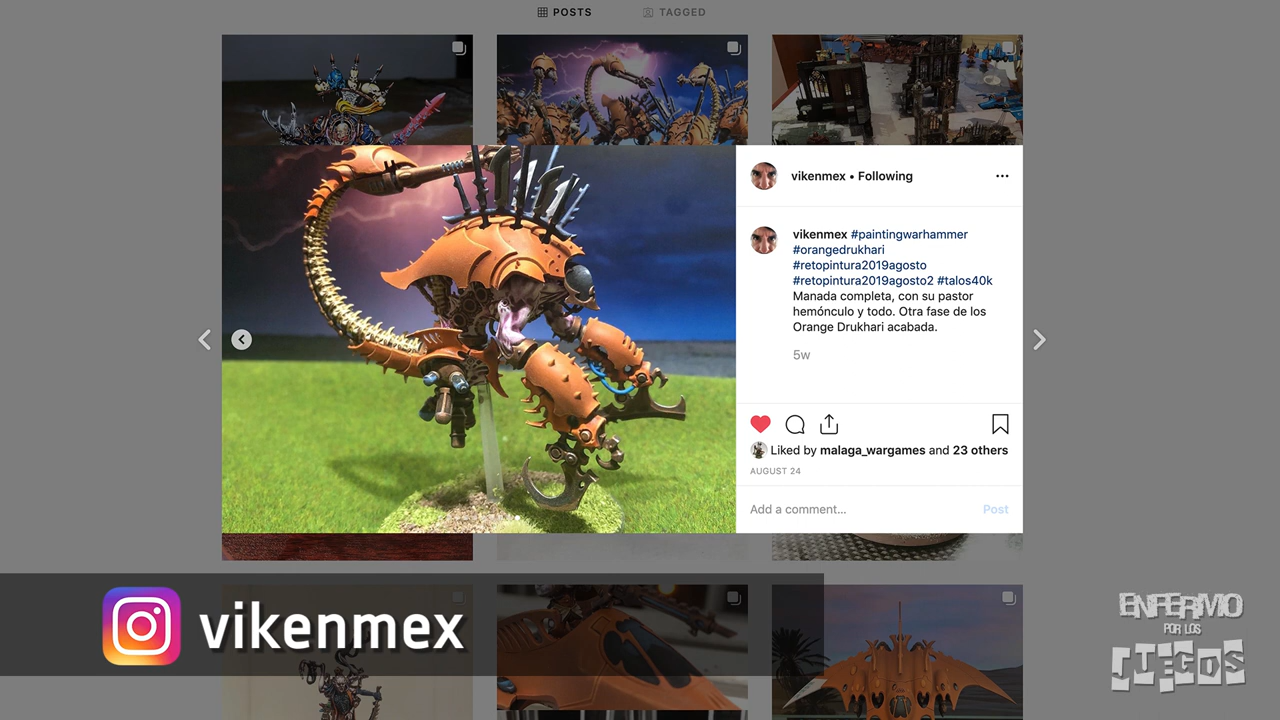 POSTS TAGGED
vikenmex • Following
vikenmex #paintingwarhammer
#orangedrukhari
#retopintura2019agosto
#retopintura2019agosto2 #talos40k
Manada completa, con su pastor
hemónculo y todo. Otra fase de los
Orange Drukhari acabada.
5w
Liked by malaga_wargames and 23 others
AUGUST 24
Add a comment... Post
vikenmex
ENFERMO
POR LOS
JUEGOS